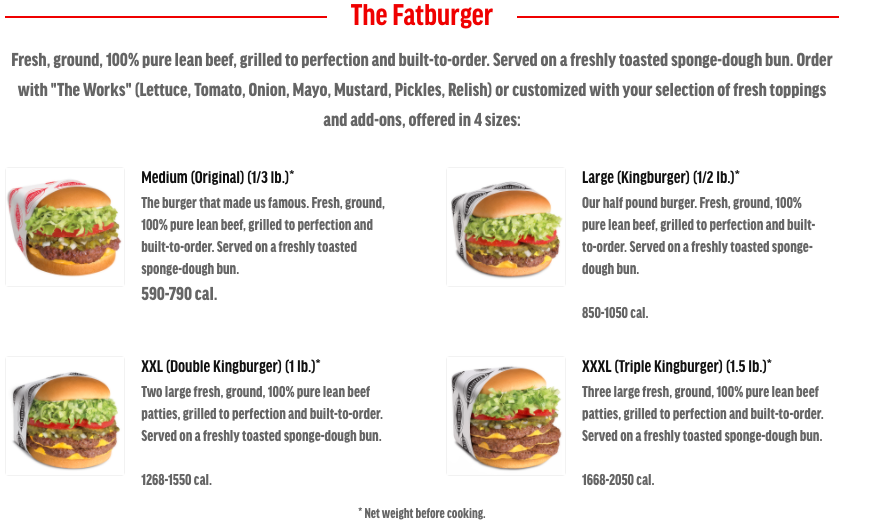 The Fatburger
Fresh, ground, 100% pure lean beef, grilled to perfection and built-to-order. Served on a freshly toasted sponge-dough bun. Order
with "The Works" (Lettuce, Tomato, Onion, Mayo, Mustard, Pickles, Relish) or customized with your selection of fresh toppings
and add-ons, offered in 4 sizes:
Medium (Original) (1/3 lb.)*
The burger that made us famous. Fresh, ground,
100% pure lean beef, grilled to perfection and
built-to-order. Served on a freshly toasted
sponge-dough bun.
590-790 cal.
Large (Kingburger) (1/2 lb.)*
Our half pound burger. Fresh, ground, 100%
pure lean beef, grilled to perfection and built-
to-order. Served on a freshly toasted sponge-
dough bun.
850-1050 cal.
XXL (Double Kingburger) (1 lb.)*
Two large fresh, ground, 100% pure lean beef
patties, grilled to perfection and built-to-order.
Served on a freshly toasted sponge-dough bun.
1268-1550 cal.
XXXL (Triple Kingburger) (1.5 lb.)*
Three large fresh, ground, 100% pure lean beef
patties, grilled to perfection and built-to-order.
Served on a freshly toasted sponge-dough bun.
1668-2050 cal.
* Net weight before cooking.